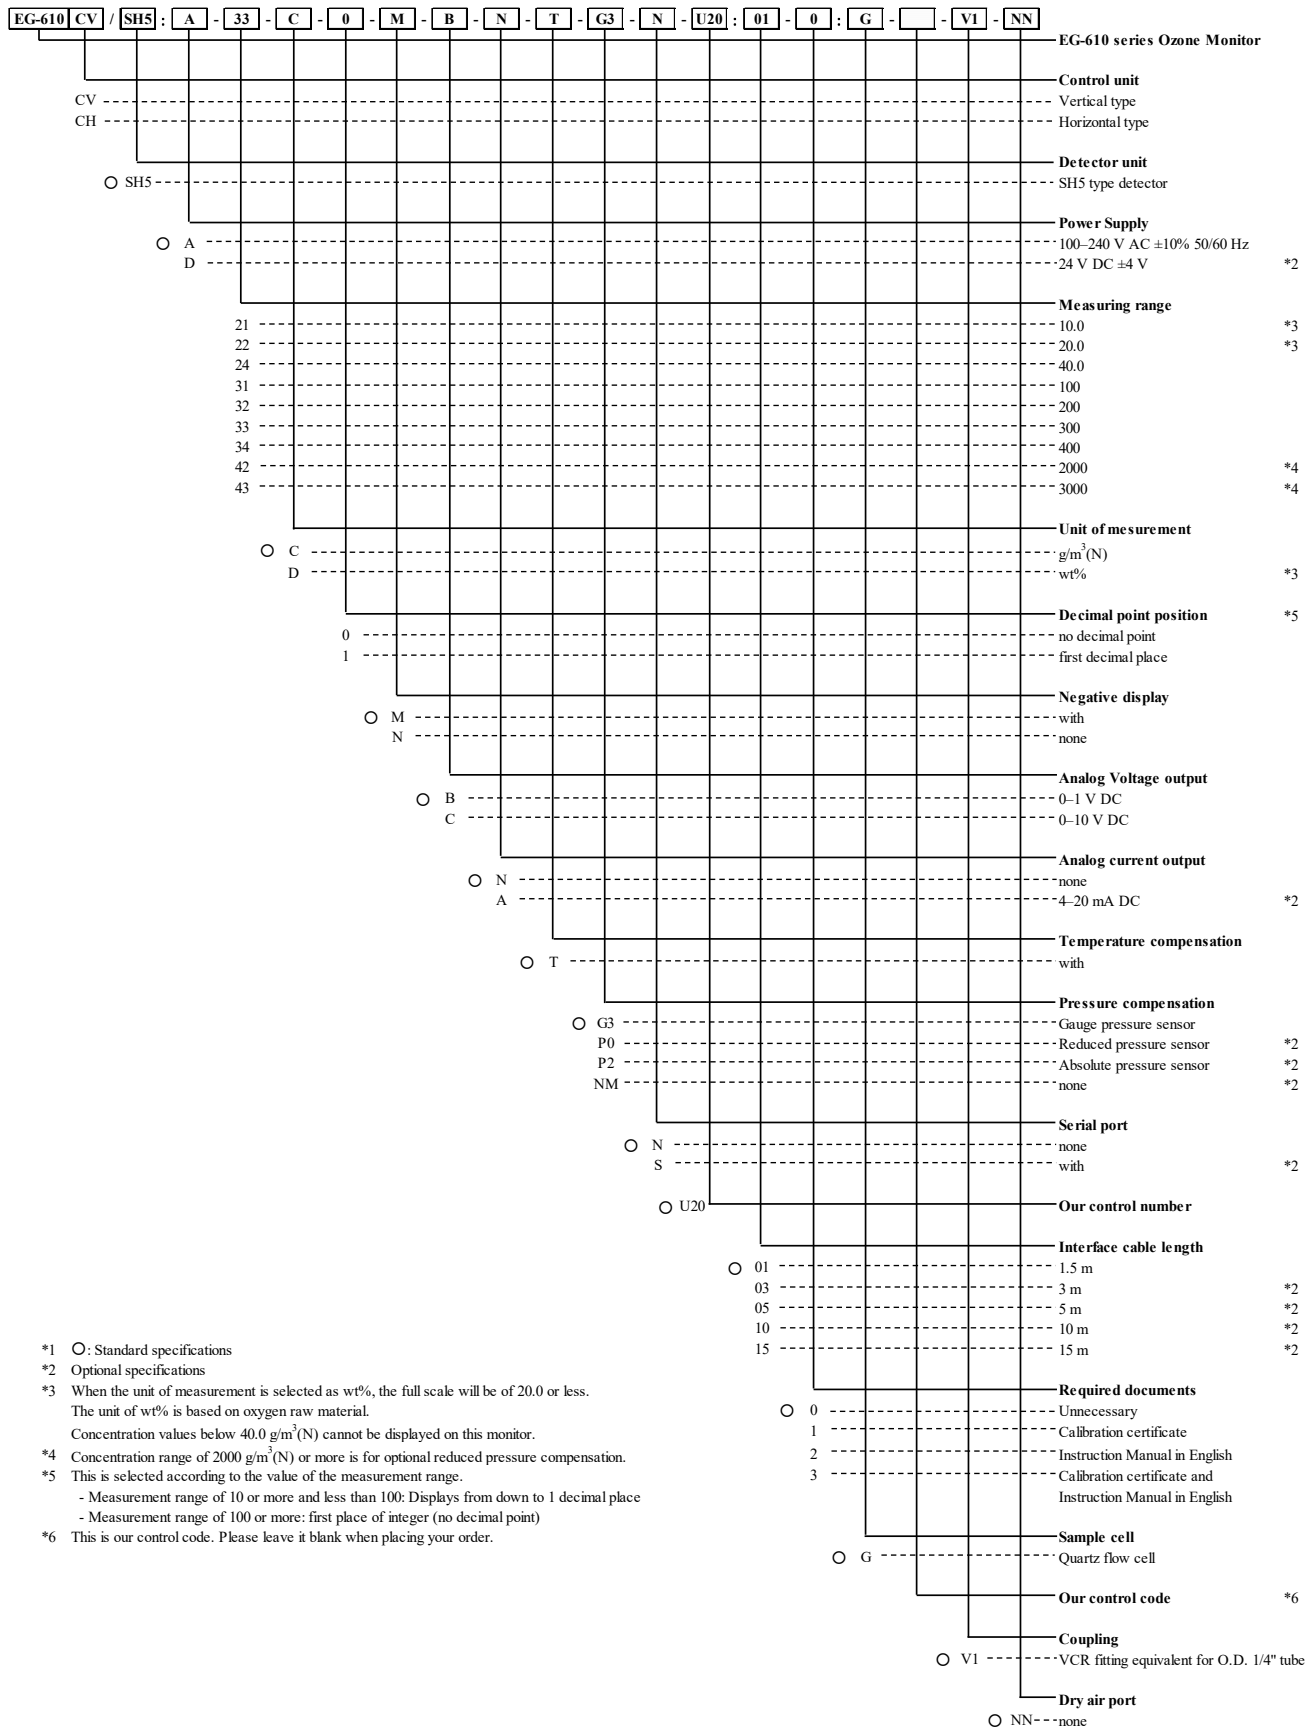 EG-610 CV / SH5 : A - 33 - C - 0 - M - B - N - T - G3 - N - U20 : 01 - 0 : G - - V1 - NN
EG-610 series Ozone Monitor
Control unit
CV Vertical type
CH Horizontal type
Detector unit
○ SH5 SH5 type detector
Power Supply
○ A 100–240 V AC ±10% 50/60 Hz
D 24 V DC ±4 V *2
Measuring range
21 10.0 *3
22 20.0 *3
24 40.0
31 100
32 200
33 300
34 400
42 2000 *4
43 3000 *4
Unit of mesurement
○ C g/m³(N)
D wt% *3
Decimal point position *5
0 no decimal point
1 first decimal place
Negative display
○ M with
N none
Analog Voltage output
○ B 0–1 V DC
C 0–10 V DC
Analog current output
○ N none
A 4–20 mA DC *2
Temperature compensation
○ T with
Pressure compensation
○ G3 Gauge pressure sensor
P0 Reduced pressure sensor *2
P2 Absolute pressure sensor *2
NM none *2
Serial port
○ N none
S with *2
○ U20 Our control number
Interface cable length
○ 01 1.5 m
03 3 m *2
05 5 m *2
10 10 m *2
15 15 m *2
Required documents
○ 0 Unnecessary
1 Calibration certificate
2 Instruction Manual in English
3 Calibration certificate and
Instruction Manual in English
Sample cell
○ G Quartz flow cell
Our control code *6
Coupling
○ V1 VCR fitting equivalent for O.D. 1/4" tube
Dry air port
○ NN none
*1 ○: Standard specifications
*2 Optional specifications
*3 When the unit of measurement is selected as wt%, the full scale will be of 20.0 or less.
The unit of wt% is based on oxygen raw material.
Concentration values below 40.0 g/m³(N) cannot be displayed on this monitor.
*4 Concentration range of 2000 g/m³(N) or more is for optional reduced pressure compensation.
*5 This is selected according to the value of the measurement range.
- Measurement range of 10 or more and less than 100: Displays from down to 1 decimal place
- Measurement range of 100 or more: first place of integer (no decimal point)
*6 This is our control code. Please leave it blank when placing your order.